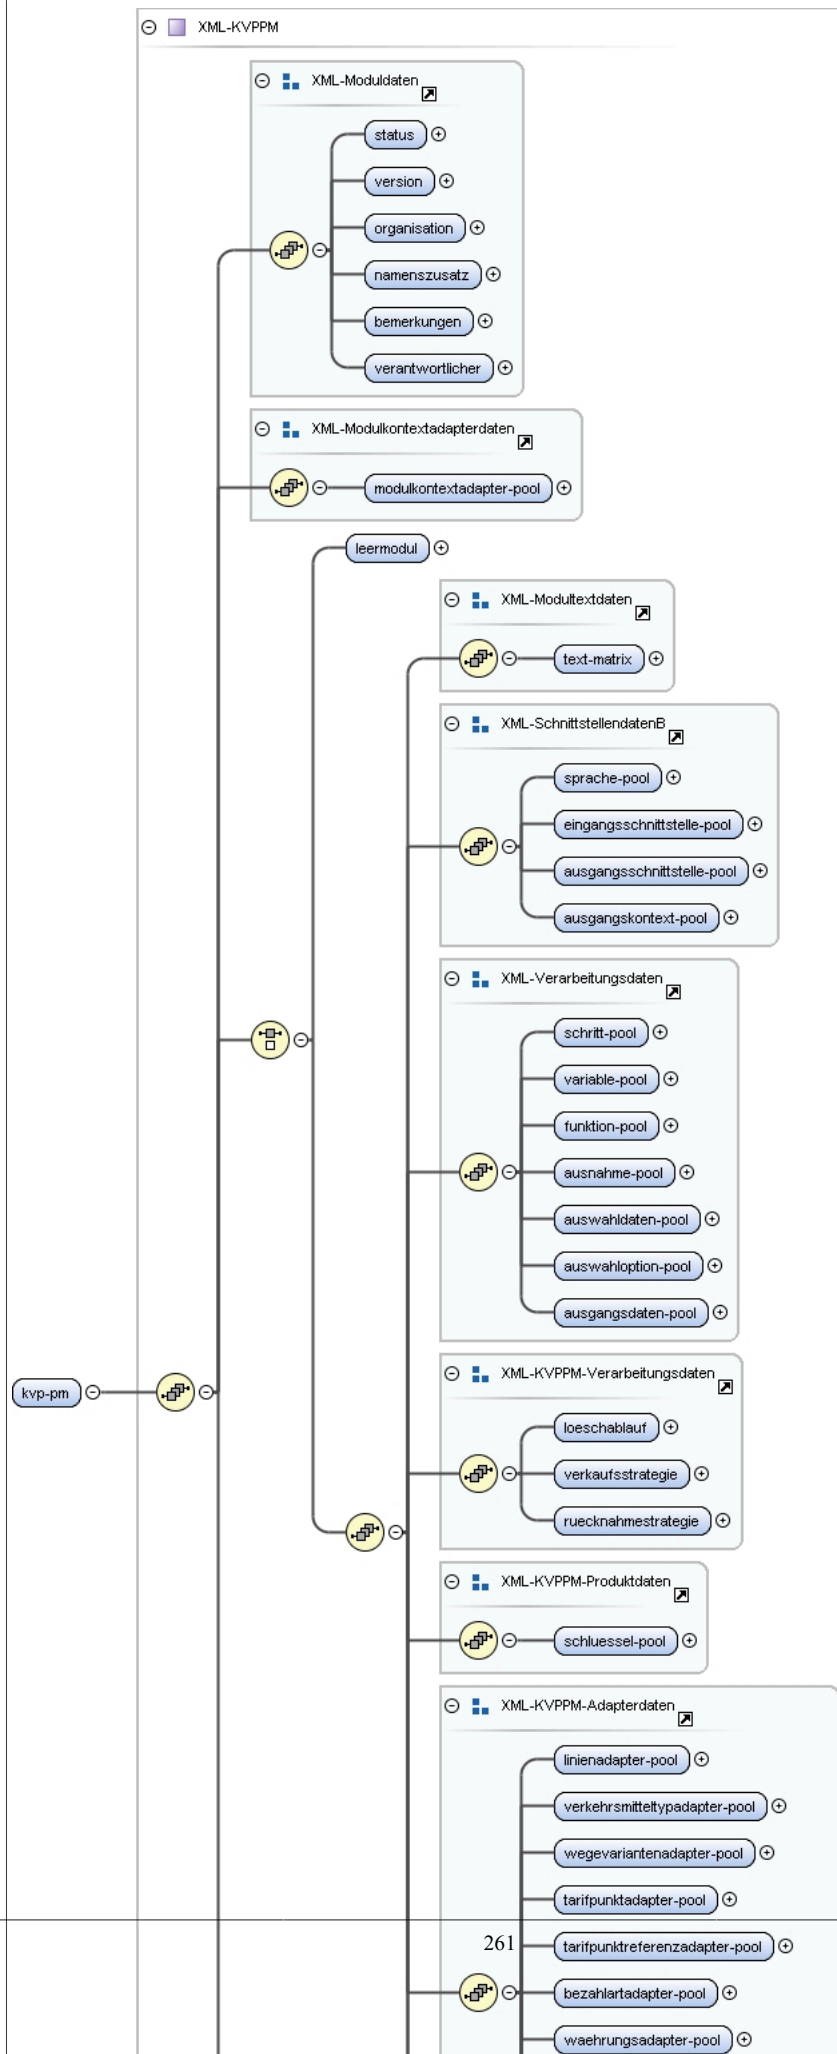 XML-KVPPM
XML-Moduldaten
status
version
organisation
namenszusatz
bemerkungen
verantwortlicher
XML-Modulkontextadapterdaten
modulkontextadapter-pool
leermodul
XML-Modultextdaten
text-matrix
XML-SchnittstellendatenB
sprache-pool
eingangsschnittstelle-pool
ausgangsschnittstelle-pool
ausgangskontext-pool
XML-Verarbeitungsdaten
schritt-pool
variable-pool
funktion-pool
ausnahme-pool
auswahldaten-pool
auswahloption-pool
ausgangsdaten-pool
kvp-pm
XML-KVPPM-Verarbeitungsdaten
loeschablauf
verkaufsstrategie
ruecknahmestrategie
XML-KVPPM-Produktdaten
schluessel-pool
XML-KVPPM-Adapterdaten
linienadapter-pool
verkehrsmitteltypadapter-pool
wegevariantenadapter-pool
tarifpunktadapter-pool
261
tarifpunktreferenzadapter-pool
bezahlartadapter-pool
waehrungsadapter-pool